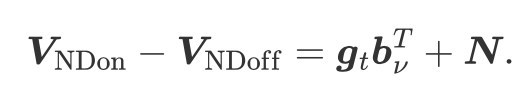 𝑽_NDon − 𝑽_NDoff = 𝒈_𝑡 𝒃_𝜈^𝑇 + 𝑵.